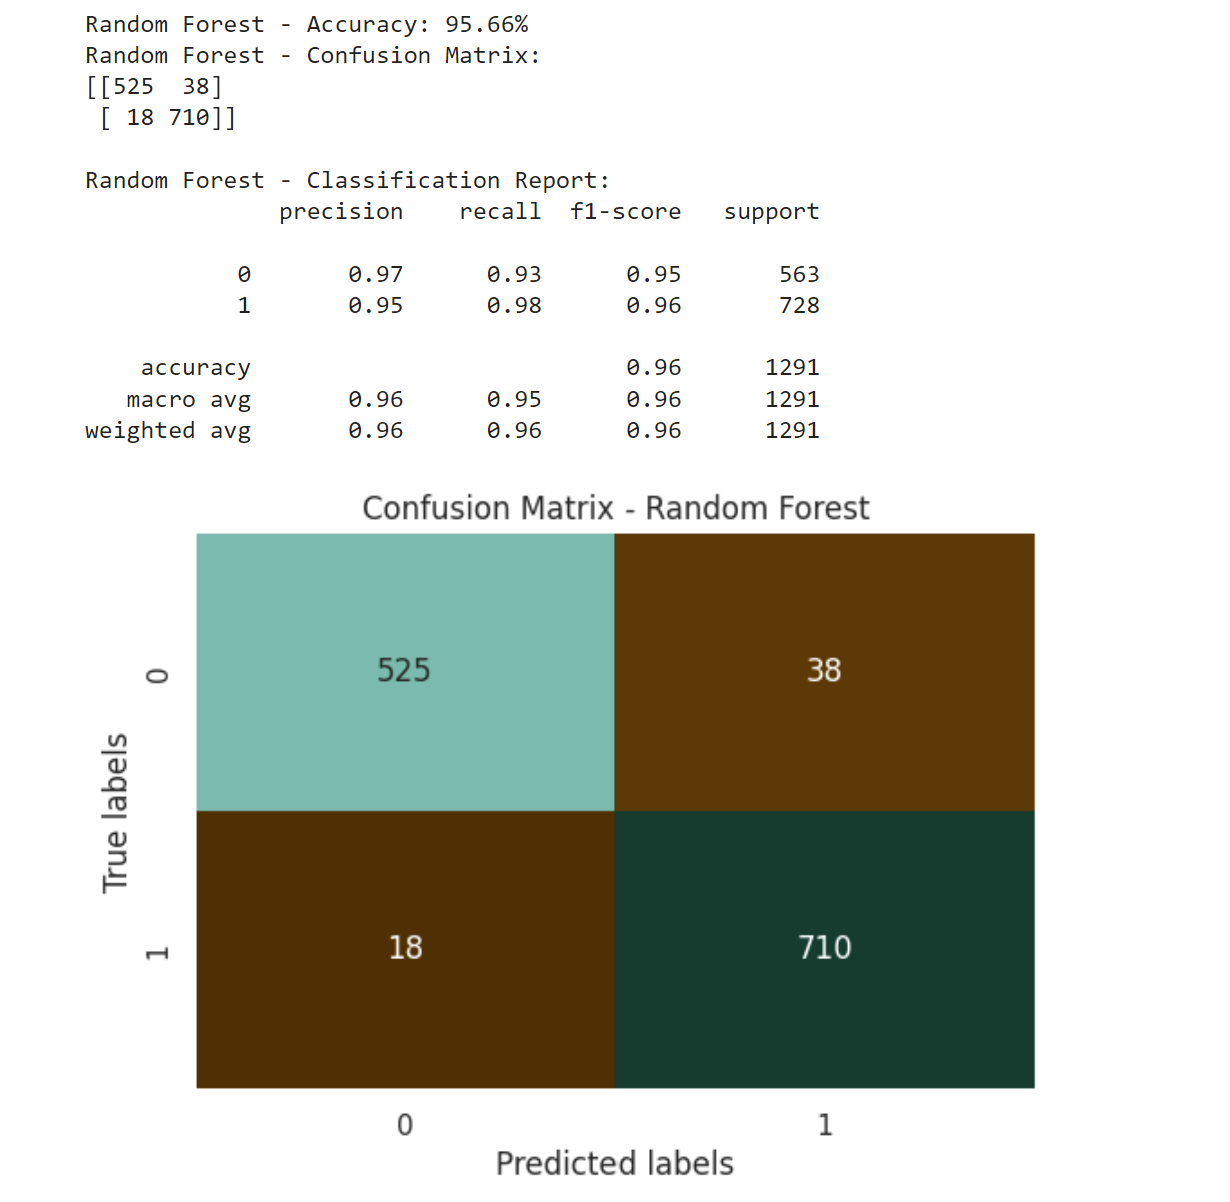 Random Forest - Accuracy: 95.66%
Random Forest - Confusion Matrix:
[[525  38]
 [ 18 710]]
Random Forest - Classification Report:
              precision    recall  f1-score   support
           0       0.97      0.93      0.95       563
           1       0.95      0.98      0.96       728
    accuracy                           0.96      1291
   macro avg       0.96      0.95      0.96      1291
weighted avg       0.96      0.96      0.96      1291
Confusion Matrix - Random Forest
True labels
0
525 38
1
18 710
0 1
Predicted labels